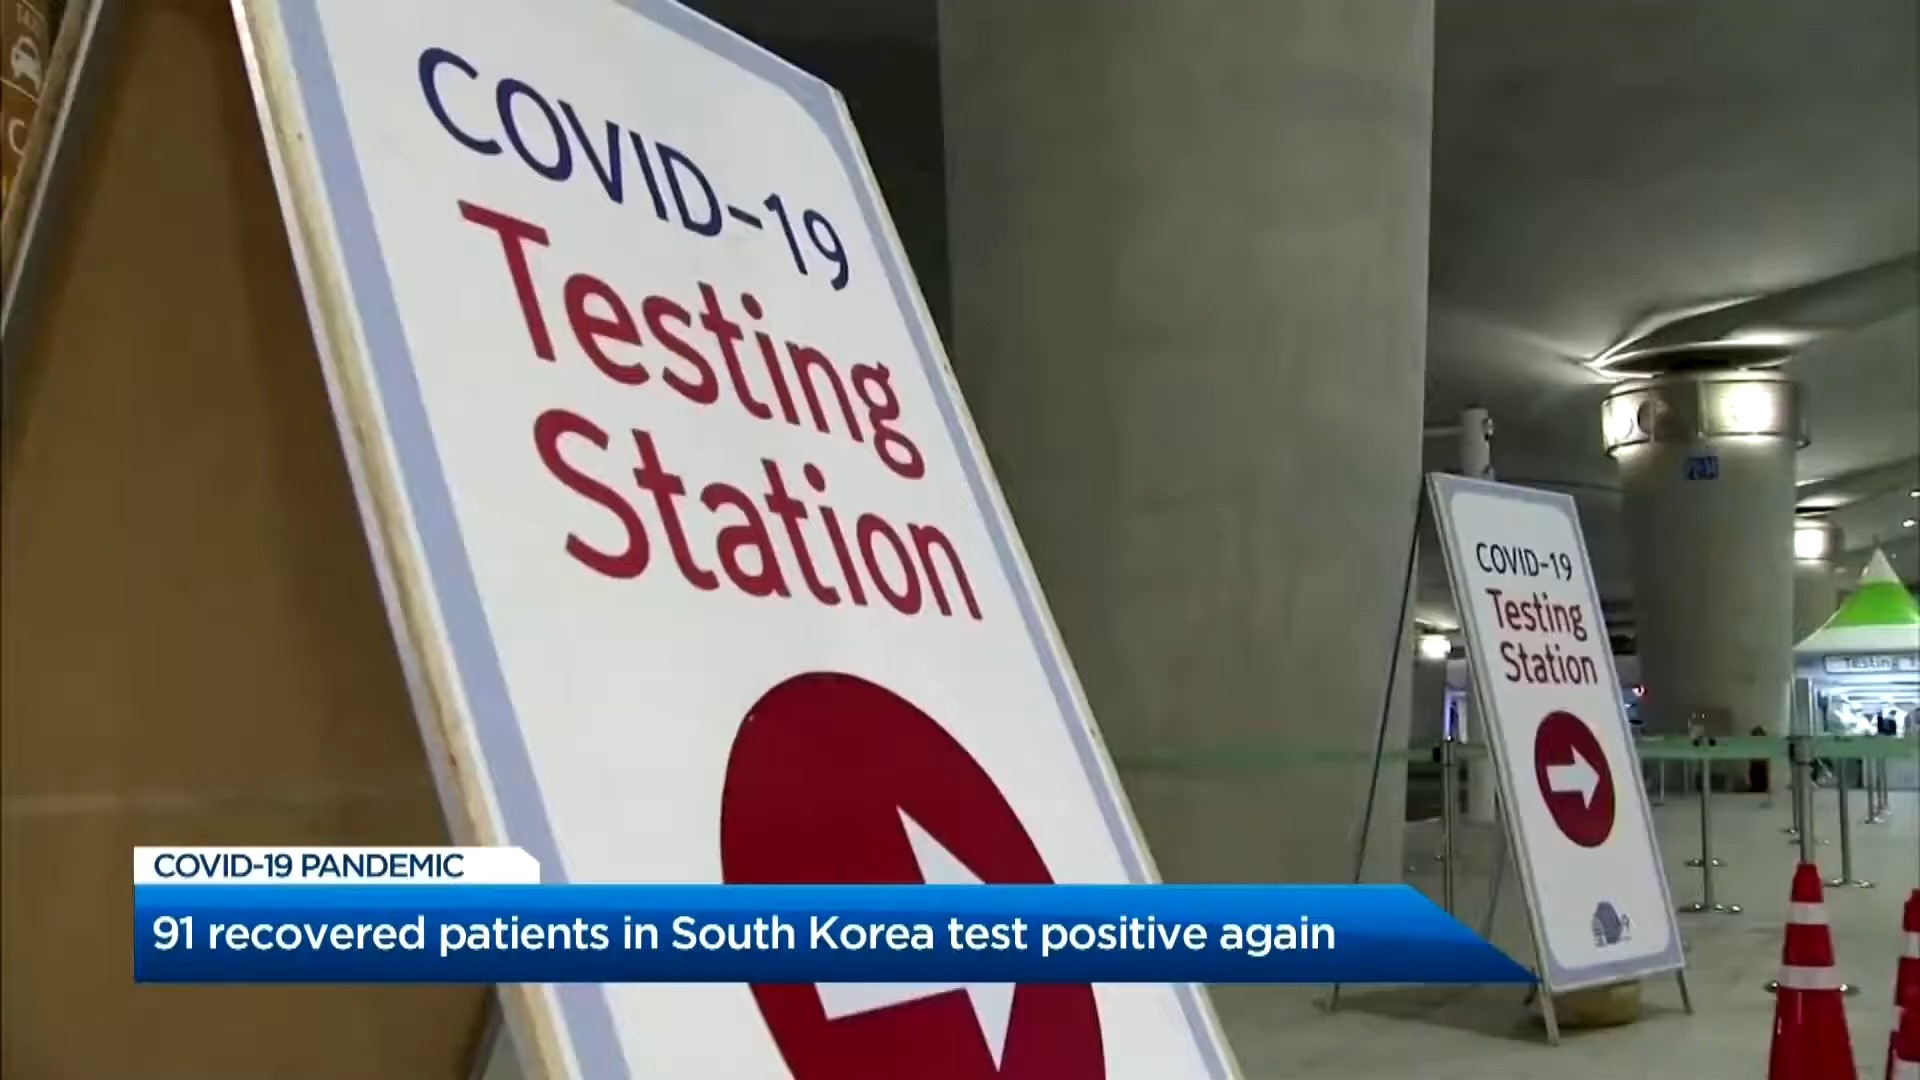 COVID-19
Testing
Station
COVID-19
Testing
Station
Testing
COVID-19 PANDEMIC
91 recovered patients in South Korea test positive again